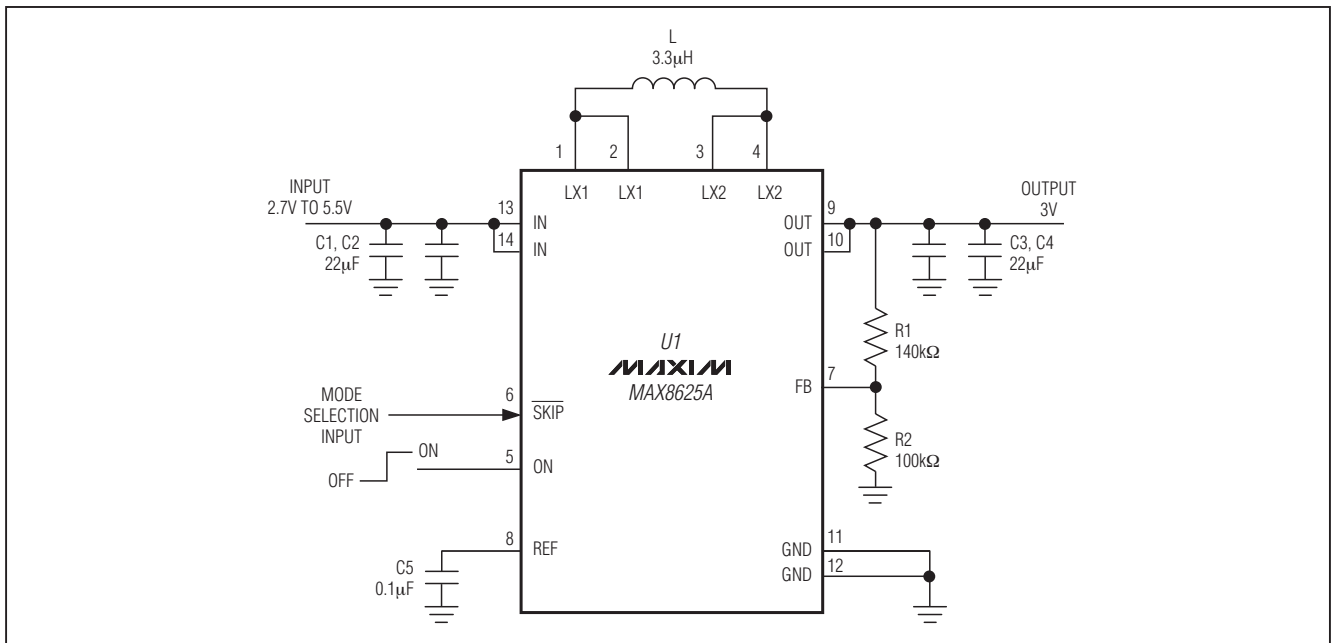 L
3.3µH
1
2
3
4
LX1
LX1
LX2
LX2
INPUT
2.7V TO 5.5V
13
IN
14
IN
C1, C2
22µF
OUTPUT
3V
9
OUT
10
OUT
C3, C4
22µF
R1
140kΩ
U1
MAXIM
MAX8625A
7
FB
MODE
SELECTION
INPUT
6
SKIP
R2
100kΩ
OFF
ON
5
ON
8
REF
C5
0.1µF
11
GND
12
GND